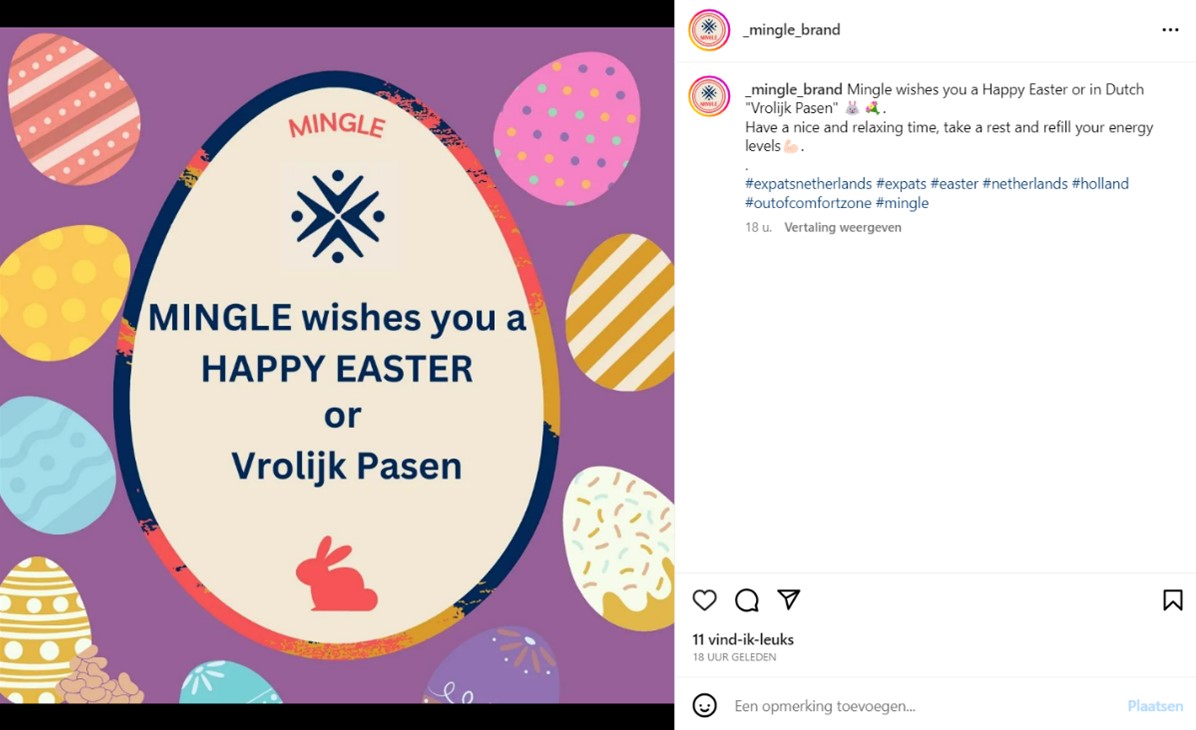 MINGLE
MINGLE wishes you a
HAPPY EASTER
or
Vrolijk Pasen
_mingle_brand
_mingle_brand Mingle wishes you a Happy Easter or in Dutch
"Vrolijk Pasen" 🐰 💐 .
Have a nice and relaxing time, take a rest and refill your energy
levels💪🏻.
.
#expatsnetherlands #expats #easter #netherlands #holland
#outofcomfortzone #mingle
18 u. Vertaling weergeven
11 vind-ik-leuks
18 UUR GELEDEN
Een opmerking toevoegen...
Plaatsen